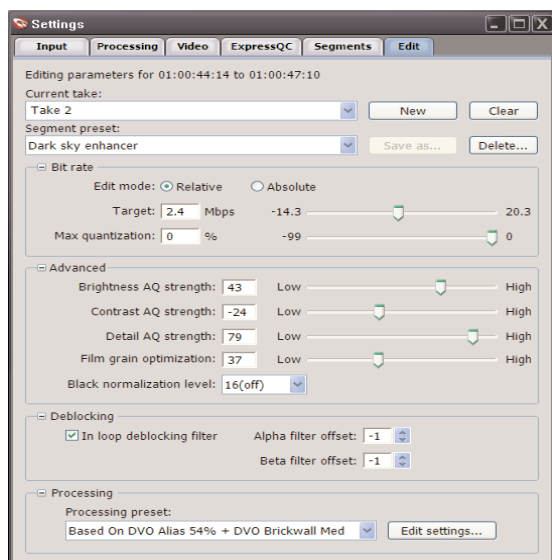 Settings
Input Processing Video ExpressQC Segments Edit
Editing parameters for 01:00:44:14 to 01:00:47:10
Current take:
Take 2 New Clear
Segment preset:
Dark sky enhancer Save as... Delete...
Bit rate
Edit mode: Relative Absolute
Target: 2.4 Mbps -14.3 20.3
Max quantization: 0 % -99 0
Advanced
Brightness AQ strength: 43 Low High
Contrast AQ strength: -24 Low High
Detail AQ strength: 79 Low High
Film grain optimization: 37 Low High
Black normalization level: 16(off)
Deblocking
In loop deblocking filter Alpha filter offset: -1
Beta filter offset: -1
Processing
Processing preset:
Based On DVO Alias 54% + DVO Brickwall Med Edit settings...